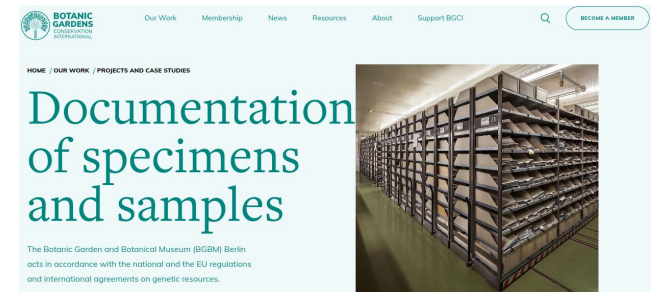 BOTANIC
GARDENS
CONSERVATION
INTERNATIONAL
Our Work Membership News Resources About Support BGCI
BECOME A MEMBER
HOME / OUR WORK / PROJECTS AND CASE STUDIES
Documentation
of specimens
and samples
The Botanic Garden and Botanical Museum (BGBM) Berlin
acts in accordance with the national and the EU regulations
and international agreements on genetic resources.